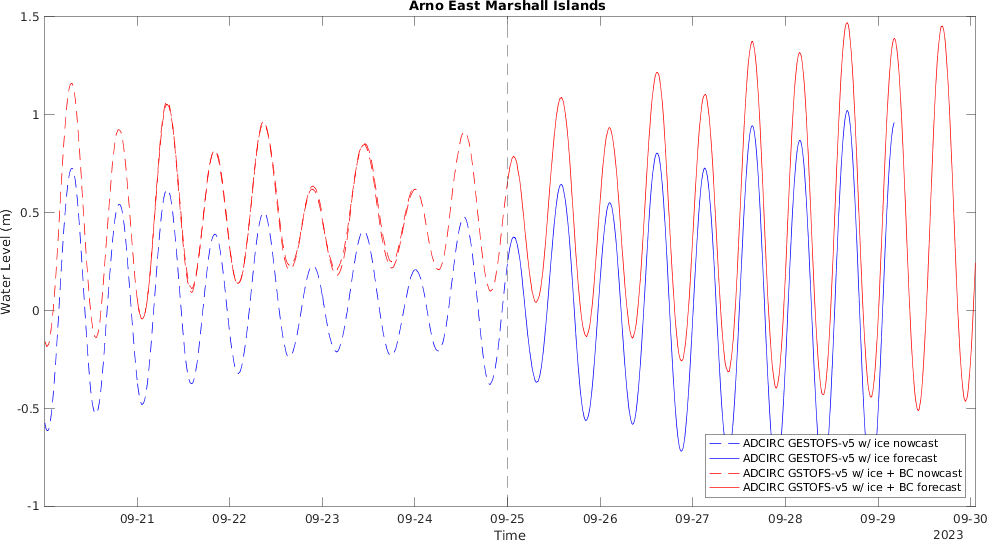 Arno East Marshall Islands
1.5
1
0.5
0
-0.5
-1
Water Level (m)
ADCIRC GESTOFS-v5 w/ ice nowcast
ADCIRC GESTOFS-v5 w/ ice forecast
ADCIRC GSTOFS-v5 w/ ice + BC nowcast
ADCIRC GSTOFS-v5 w/ ice + BC forecast
09-21 09-22 09-23 09-24 09-25 09-26 09-27 09-28 09-29 09-30
Time
2023